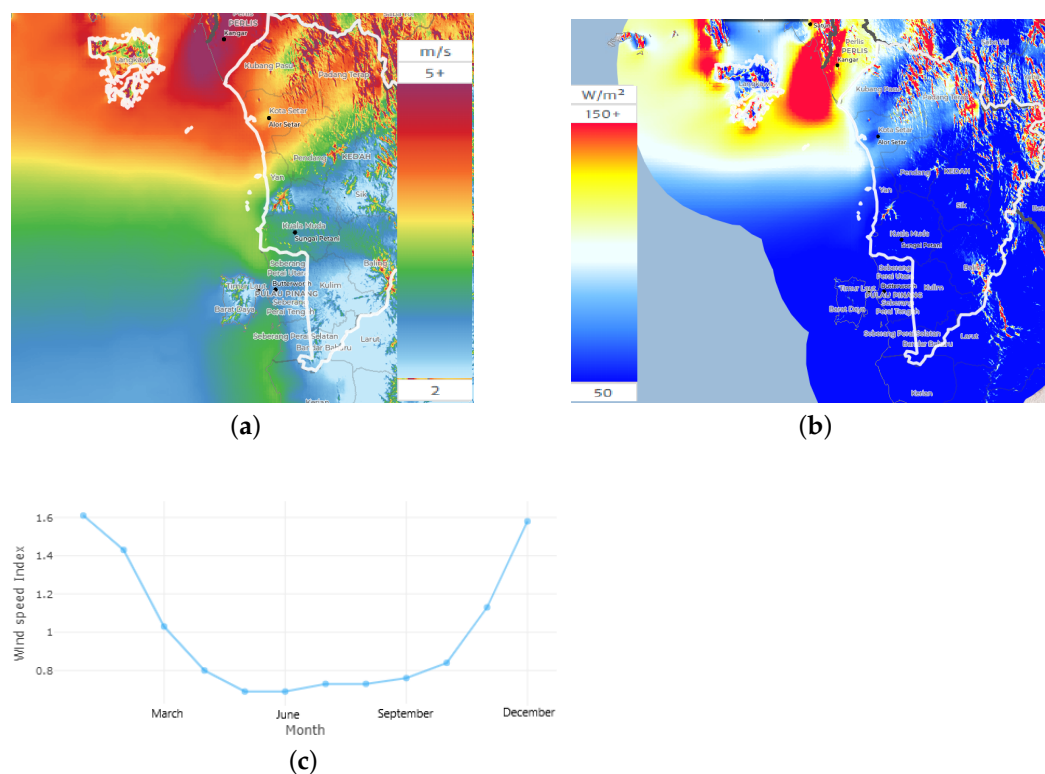 Perlis
PERLIS
Kangar
Langkawi
Kubang Pasu
Padang Terap
Kota Setar
Alor Setar
Pendang
KEDAH
Yan
Sik
Kuala Muda
Sungai Petani
Seberang
Perai Utara
Baling
Timur Laut
Butterworth
PULAU PINANG
Kulim
Barat Daya
Seberang
Perai Tengah
Seberang Perai Selatan
Bandar Baharu
Larut
Kerian
m/s
5+
2
(a)
Perlis
PERLIS
Kangar
Kubang Pasu
Padang Terap
Kota Setar
Alor Setar
Pendang
KEDAH
Yan
Sik
Kuala Muda
Sungai Petani
Seberang
Perai Utara
Baling
Timur Laut
Butterworth
PULAU PINANG
Kulim
Barat Daya
Seberang
Perai Tengah
Seberang Perai Selatan
Bandar Baharu
Larut
Kerian
W/m²
150+
50
(b)
Wind speed Index
1.6
1.4
1.2
1
0.8
March
June
September
December
Month
(c)